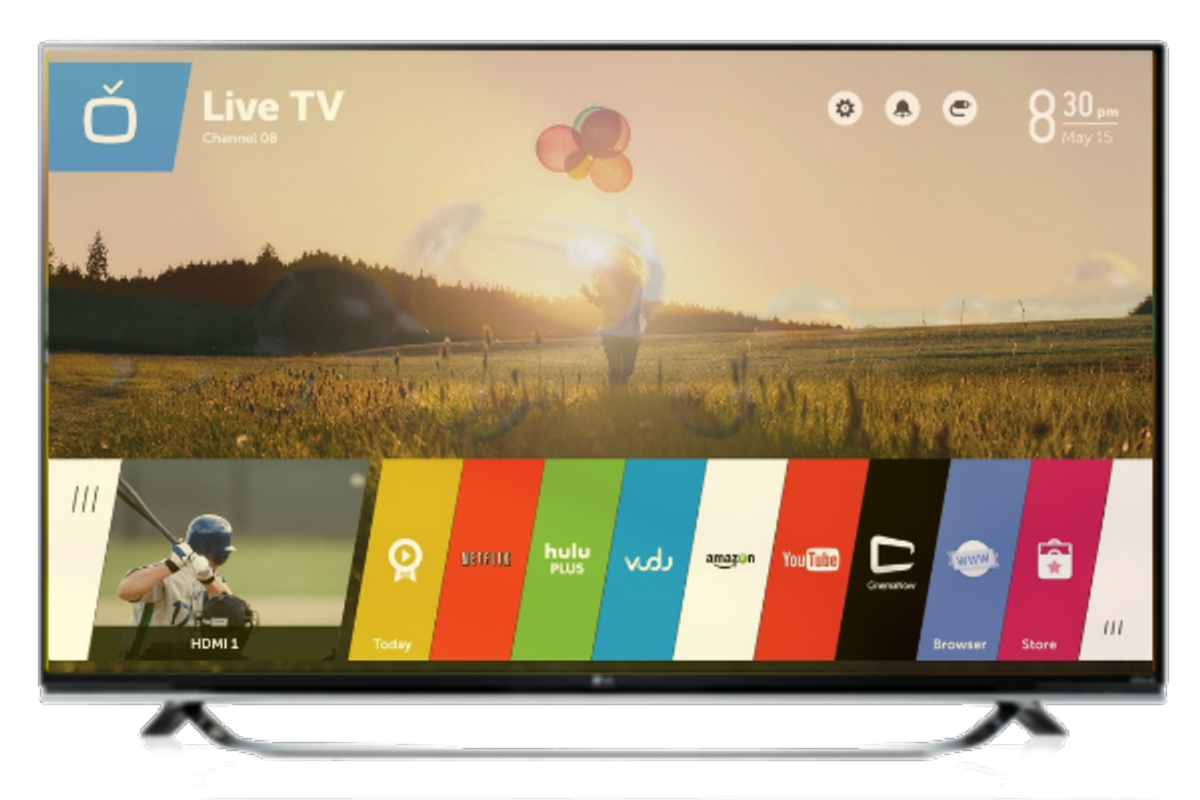 Live TV
Channel 08
8 30 pm
May 15
HDMI 1
Today
NETFLIX
hulu
PLUS
vudu
amazon
YouTube
CinemaNow
www
Browser
Store
LG